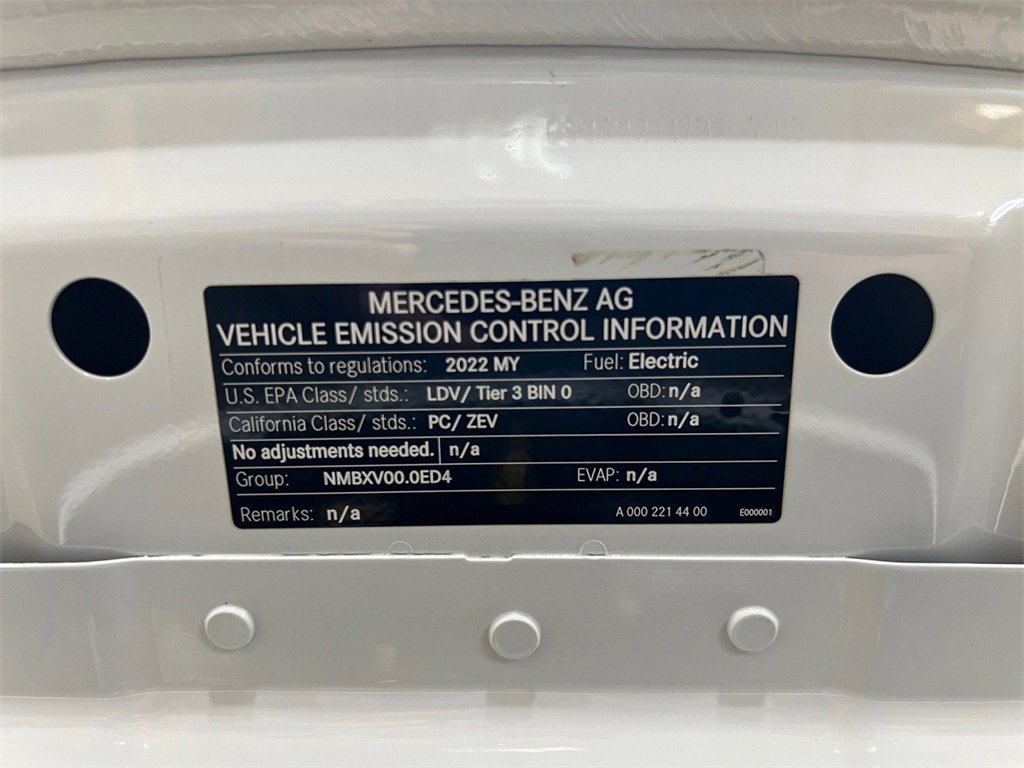 MERCEDES-BENZ AG
VEHICLE EMISSION CONTROL INFORMATION
Conforms to regulations: 2022 MY Fuel: Electric
U.S. EPA Class/ stds.: LDV/ Tier 3 BIN 0 OBD: n/a
California Class/ stds.: PC/ ZEV OBD: n/a
No adjustments needed. n/a
Group: NMBXV00.0ED4 EVAP: n/a
Remarks: n/a A 000 221 44 00 E000001